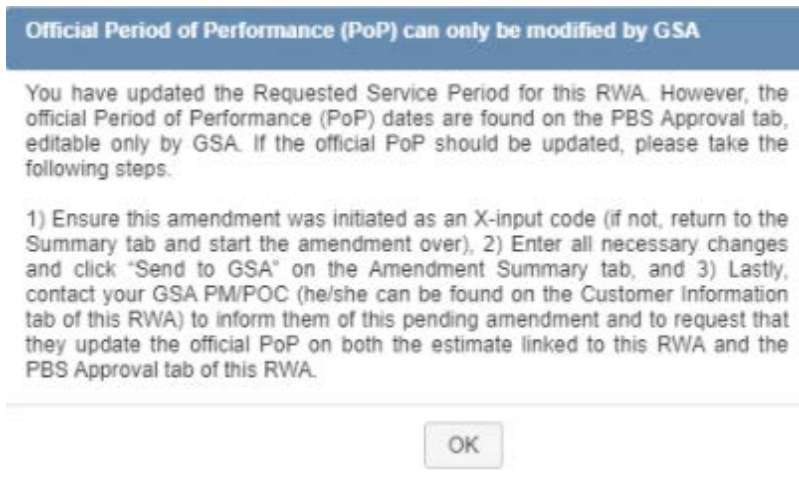 Official Period of Performance (PoP) can only be modified by GSA
You have updated the Requested Service Period for this RWA. However, the
official Period of Performance (PoP) dates are found on the PBS Approval tab,
editable only by GSA. If the official PoP should be updated, please take the
following steps.
1) Ensure this amendment was initiated as an X-input code (if not, return to the
Summary tab and start the amendment over), 2) Enter all necessary changes
and click “Send to GSA” on the Amendment Summary tab, and 3) Lastly,
contact your GSA PM/POC (he/she can be found on the Customer Information
tab of this RWA) to inform them of this pending amendment and to request that
they update the official PoP on both the estimate linked to this RWA and the
PBS Approval tab of this RWA.
OK